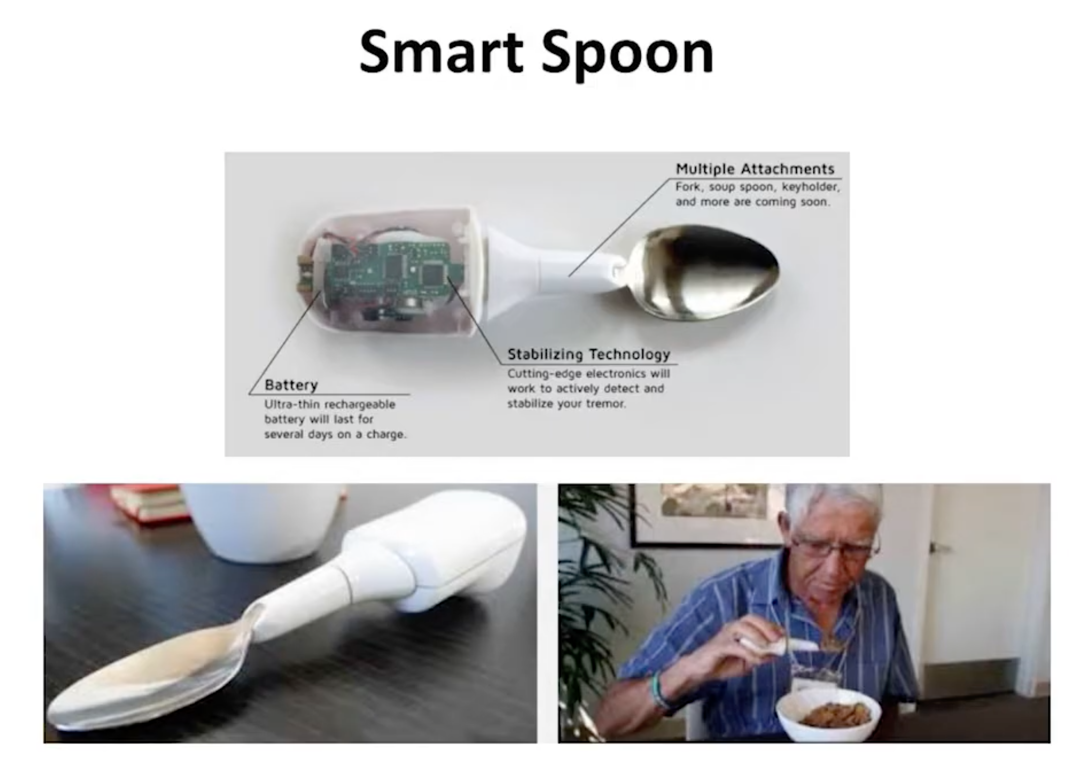 Smart Spoon
Multiple Attachments
Fork, soup spoon, keyholder,
and more are coming soon.
Stabilizing Technology
Cutting-edge electronics will
work to actively detect and
stabilize your tremor.
Battery
Ultra-thin rechargeable
battery will last for
several days on a charge.